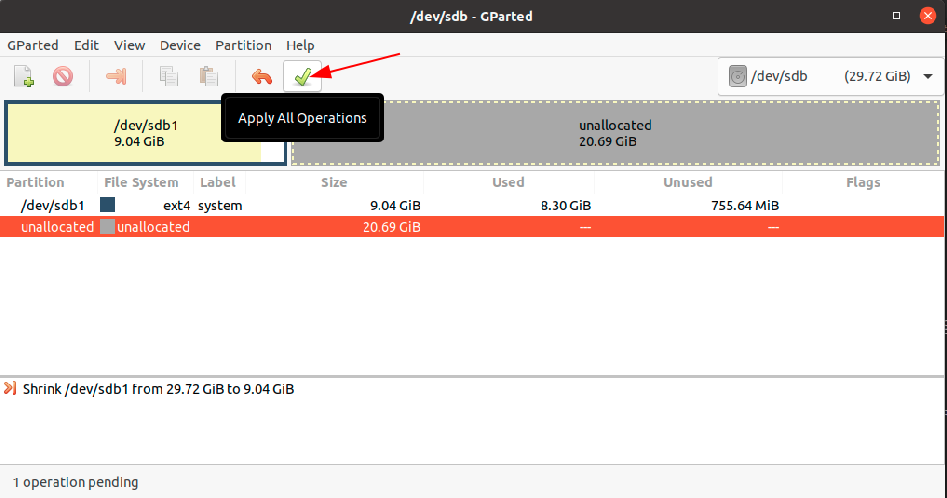 /dev/sdb - GParted
GParted Edit View Device Partition Help
/dev/sdb (29.72 GiB)
Apply All Operations
/dev/sdb1
9.04 GiB
unallocated
20.69 GiB
Partition File System Label Size Used Unused Flags
/dev/sdb1 ext4 system 9.04 GiB 8.30 GiB 755.64 MiB
unallocated unallocated 20.69 GiB --- ---
Shrink /dev/sdb1 from 29.72 GiB to 9.04 GiB
1 operation pending